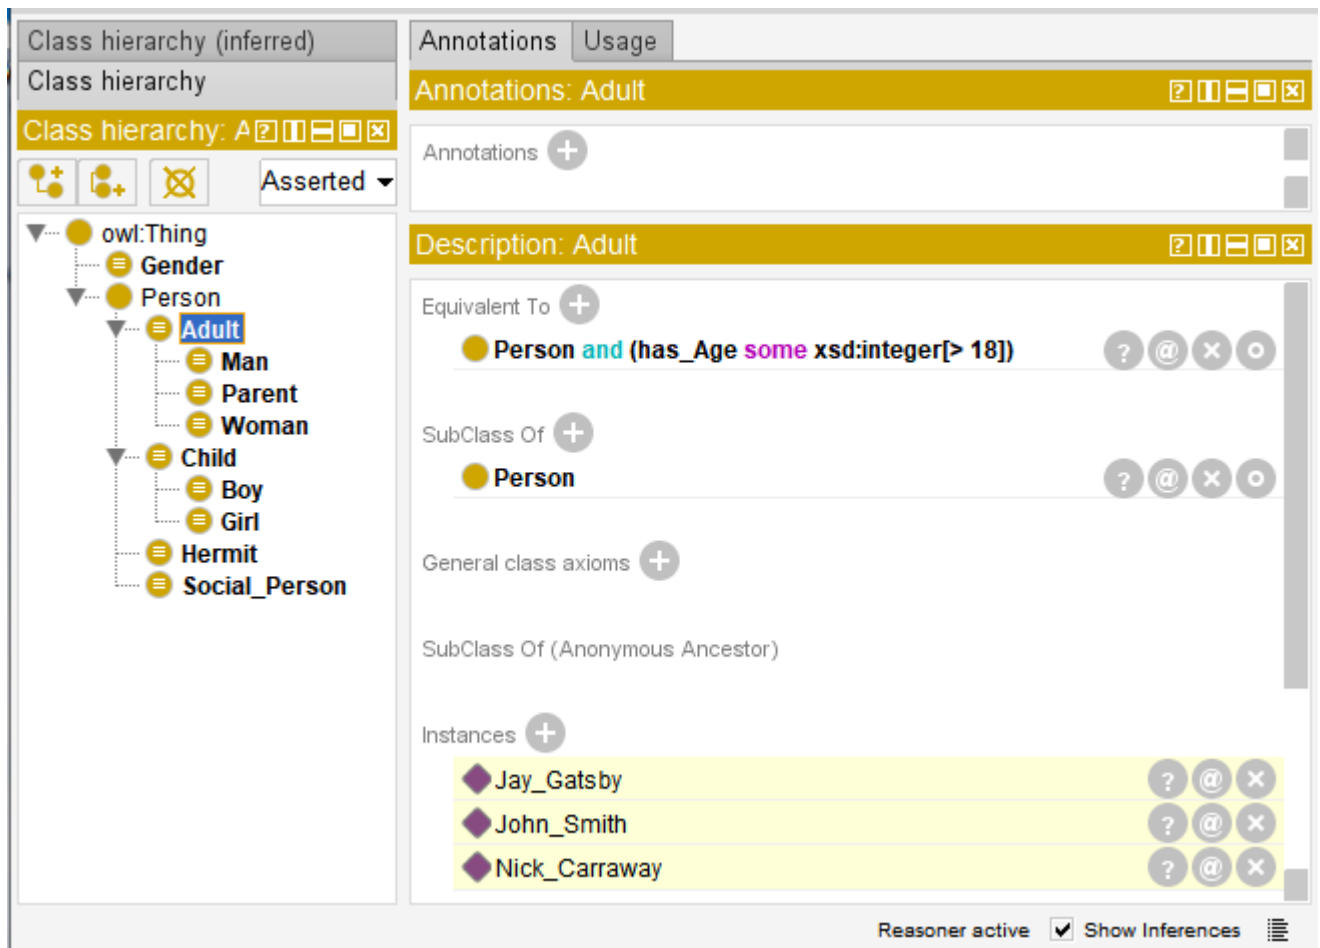 Class hierarchy (inferred)
Class hierarchy
Class hierarchy: A
Asserted
owl:Thing
Gender
Person
Adult
Man
Parent
Woman
Child
Boy
Girl
Hermit
Social_Person
Annotations Usage
Annotations: Adult
Annotations
Description: Adult
Equivalent To
Person and (has_Age some xsd:integer[> 18])
SubClass Of
Person
General class axioms
SubClass Of (Anonymous Ancestor)
Instances
Jay_Gatsby
John_Smith
Nick_Carraway
Reasoner active Show Inferences